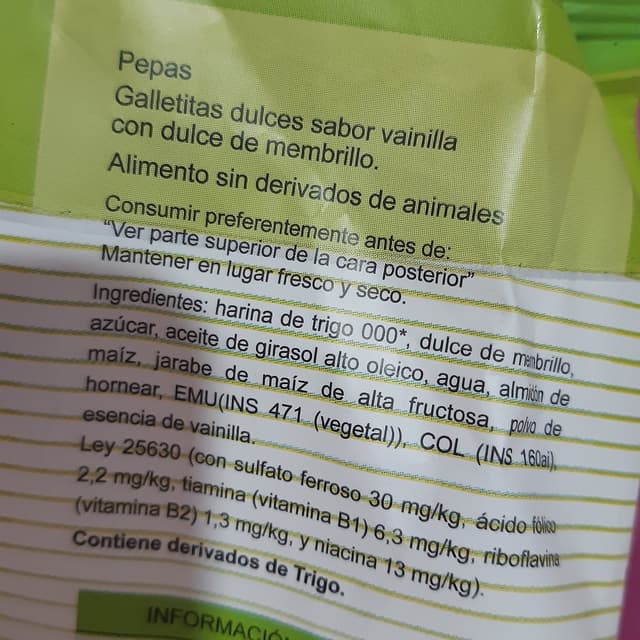 Pepas
Galletitas dulces sabor vainilla
con dulce de membrillo.
Alimento sin derivados de animales
Consumir preferentemente antes de:
"Ver parte superior de la cara posterior"
Mantener en lugar fresco y seco.
Ingredientes: harina de trigo 000*, dulce de membrillo,
azúcar, aceite de girasol alto oleico, agua, almidón de
maíz, jarabe de maíz de alta fructosa, polvo de
hornear, EMU(INS 471 (vegetal)), COL (INS 160ai),
esencia de vainilla.
Ley 25630 (con sulfato ferroso 30 mg/kg, ácido fólico
2,2 mg/kg, tiamina (vitamina B1) 6,3 mg/kg, riboflavina
(vitamina B2) 1,3 mg/kg, y niacina 13 mg/kg).
Contiene derivados de Trigo.